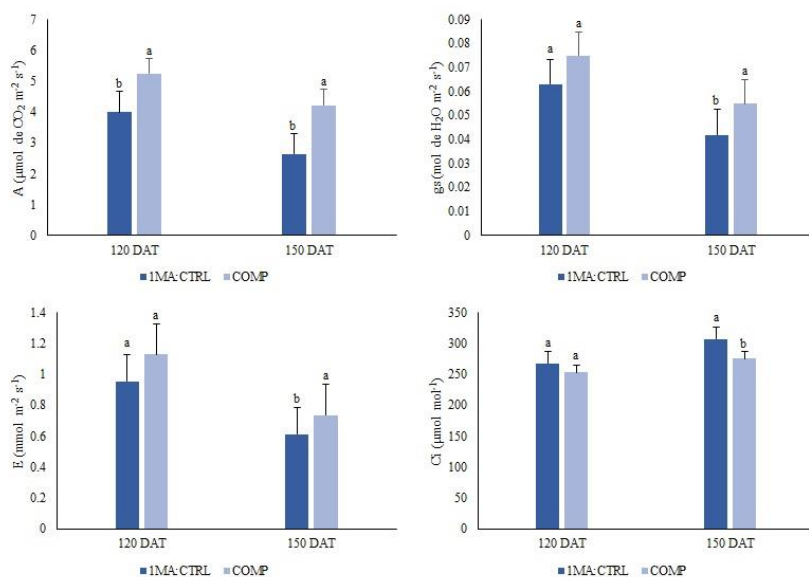 7
6
5
4
3
2
1
0
A (µmol de CO₂ m⁻² s⁻¹)
b
a
b
a
120 DAT
150 DAT
1MA:CTRL
COMP
0.09
0.08
0.07
0.06
0.05
0.04
0.03
0.02
0.01
0
gs (mol de H₂O m⁻² s⁻¹)
a
a
b
a
120 DAT
150 DAT
1MA:CTRL
COMP
1.4
1.2
1
0.8
0.6
0.4
0.2
0
E (mmol m⁻² s⁻¹)
a
a
b
a
120 DAT
150 DAT
1MA:CTRL
COMP
350
300
250
200
150
100
50
0
Ci (µmol mol⁻¹)
a
a
a
b
120 DAT
150 DAT
1MA:CTRL
COMP